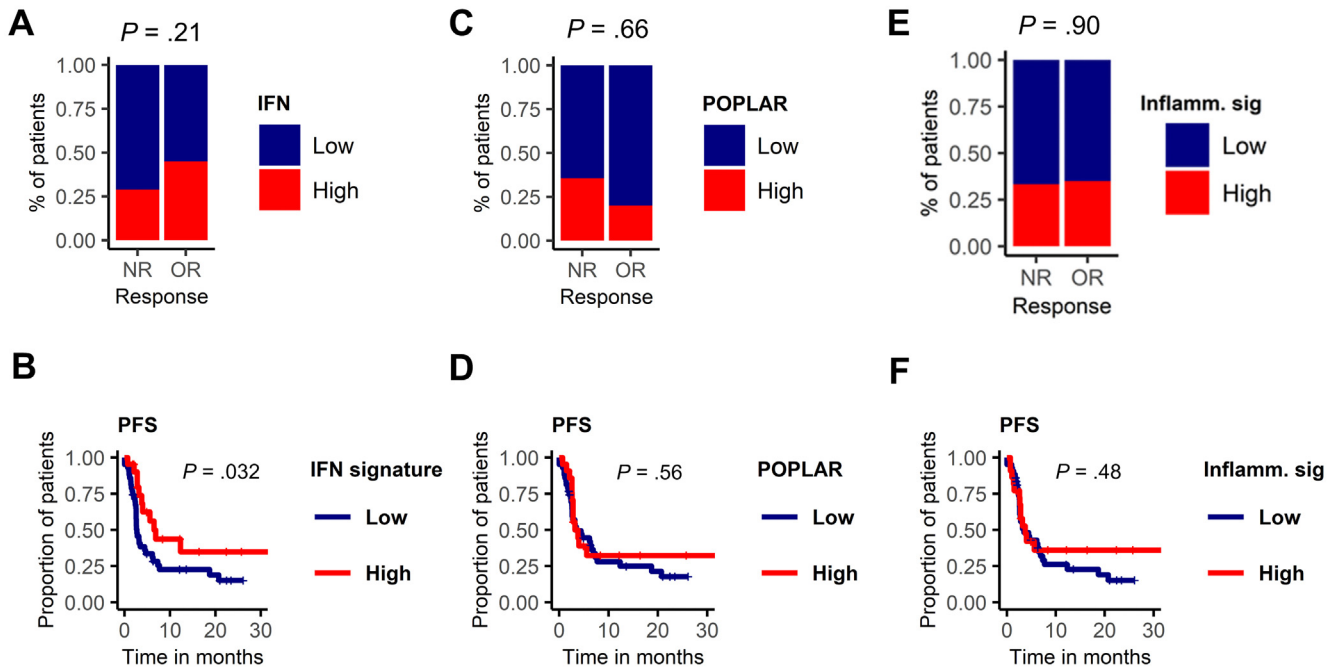 A
P = .21
1.00
0.75
0.50
0.25
0.00
% of patients
NR OR
Response
IFN
Low
High
C
P = .66
1.00
0.75
0.50
0.25
0.00
% of patients
NR OR
Response
POPLAR
Low
High
E
P = .90
1.00
0.75
0.50
0.25
0.00
% of patients
NR OR
Response
Inflamm. sig
Low
High
B
PFS
1.00
0.75
0.50
0.25
0.00
Proportion of patients
P = .032
0 10 20 30
Time in months
IFN signature
Low
High
D
PFS
1.00
0.75
0.50
0.25
0.00
Proportion of patients
P = .56
0 10 20 30
Time in months
POPLAR
Low
High
F
PFS
1.00
0.75
0.50
0.25
0.00
Proportion of patients
P = .48
0 10 20 30
Time in months
Inflamm. sig
Low
High